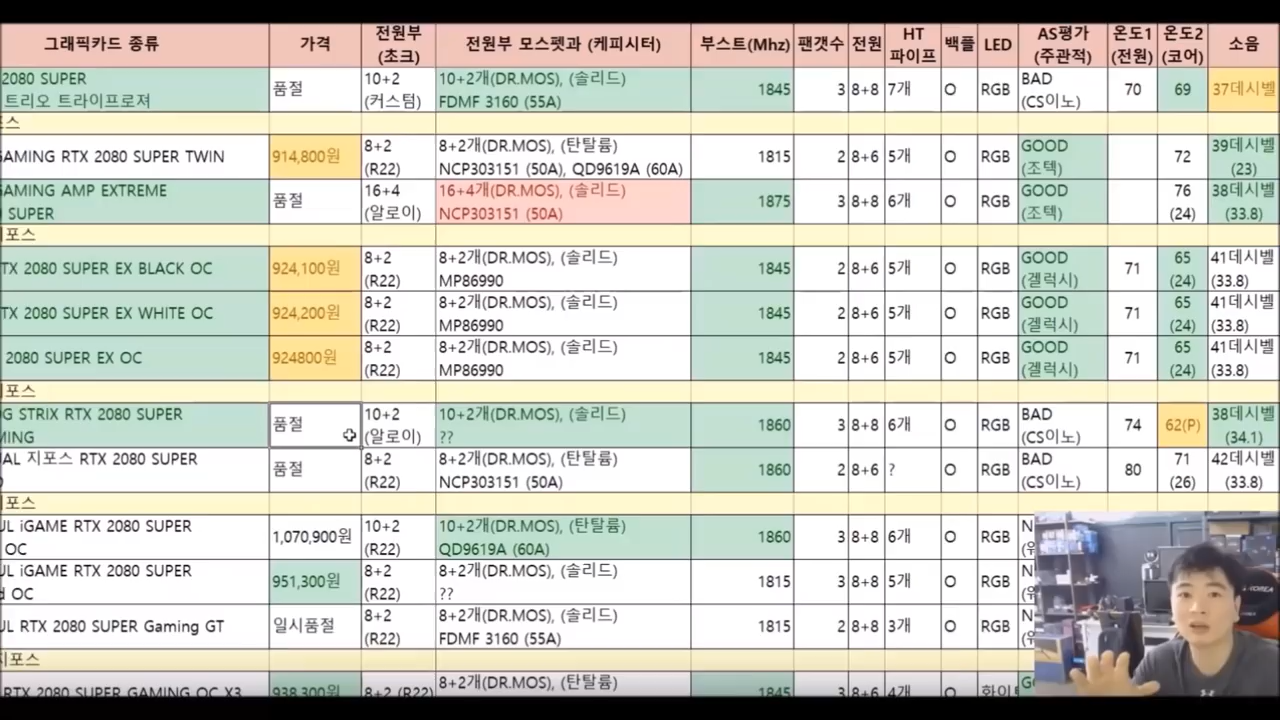 그래픽카드 종류 가격 전원부 (초크) 전원부 모스펫과 (케피시터) 부스트(Mhz) 팬갯수 전원 HT 파이프 백플 LED AS평가 (주관적) 온도1 (전원) 온도2 (코어) 소음
2080 SUPER 트리오 트라이프로져 품절 10+2 (커스텀) 10+2개(DR.MOS), (솔리드) FDMF 3160 (55A) 1845 3 8+8 7개 O RGB BAD (CS이노) 70 69 37데시벨
포스
GAMING RTX 2080 SUPER TWIN 914,800원 8+2 (R22) 8+2개(DR.MOS), (탄탈륨) NCP303151 (50A), QD9619A (60A) 1815 2 8+6 5개 O RGB GOOD (조텍) 72 39데시벨 (23)
GAMING AMP EXTREME SUPER 품절 16+4 (알로이) 16+4개(DR.MOS), (솔리드) NCP303151 (50A) 1875 3 8+8 6개 O RGB GOOD (조텍) 76 (24) 38데시벨 (33.8)
지포스
TX 2080 SUPER EX BLACK OC 924,100원 8+2 (R22) 8+2개(DR.MOS), (솔리드) MP86990 1845 2 8+6 5개 O RGB GOOD (겔럭시) 71 65 (24) 41데시벨 (33.8)
TX 2080 SUPER EX WHITE OC 924,200원 8+2 (R22) 8+2개(DR.MOS), (솔리드) MP86990 1845 2 8+6 5개 O RGB GOOD (겔럭시) 71 65 (24) 41데시벨 (33.8)
2080 SUPER EX OC 924800원 8+2 (R22) 8+2개(DR.MOS), (솔리드) MP86990 1845 2 8+6 5개 O RGB GOOD (겔럭시) 71 65 (24) 41데시벨 (33.8)
지포스
OG STRIX RTX 2080 SUPER MING 품절 10+2 (알로이) 10+2개(DR.MOS), (솔리드) ?? 1860 3 8+8 6개 O RGB BAD (CS이노) 74 62(P) 38데시벨 (34.1)
UAL 지포스 RTX 2080 SUPER 품절 8+2 (R22) 8+2개(DR.MOS), (탄탈륨) NCP303151 (50A) 1860 2 8+6 ? O RGB BAD (CS이노) 80 71 (26) 42데시벨 (33.8)
지포스
UL iGAME RTX 2080 SUPER OC 1,070,900원 10+2 (R22) 10+2개(DR.MOS), (탄탈륨) QD9619A (60A) 1860 3 8+8 6개 O RGB N
UL iGAME RTX 2080 SUPER d OC 951,300원 8+2 (R22) 8+2개(DR.MOS), (솔리드) ?? 1815 3 8+8 5개 O RGB N
UL RTX 2080 SUPER Gaming GT 일시품절 8+2 (R22) 8+2개(DR.MOS), (솔리드) FDMF 3160 (55A) 1815 2 8+8 3개 O RGB N
지포스
RTX 2080 SUPER GAMING OC X3 938,300원 8+2 (R22) 8+2개(DR.MOS), (탄탈륨) 1845 3 8+6 4개 O 화이트